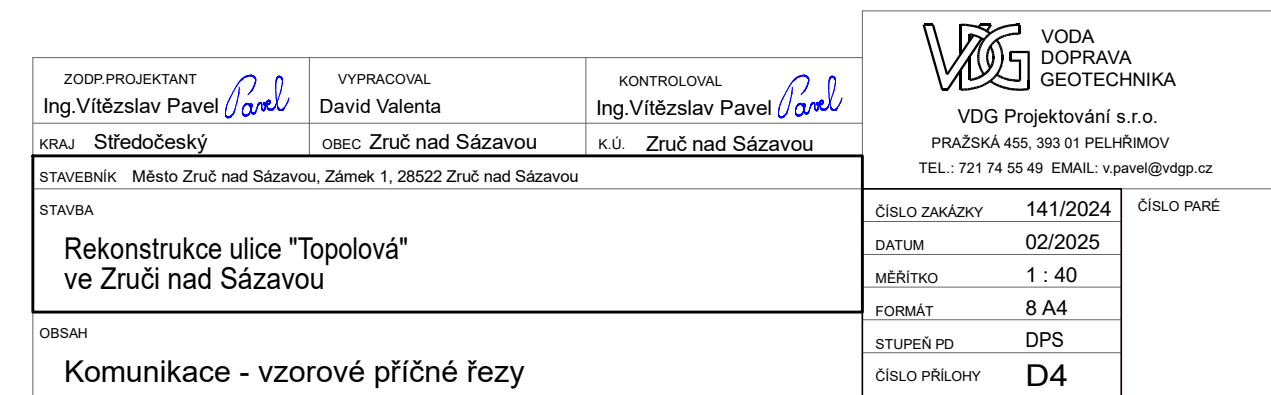 ZODP.PROJEKTANT
Ing.Vítězslav Pavel Pavel
VYPRACOVAL
David Valenta
KONTROLOVAL
Ing.Vítězslav Pavel Pavel
KRAJ Středočeský
OBEC Zruč nad Sázavou
K.Ú. Zruč nad Sázavou
VDG
VODA
DOPRAVA
GEOTECHNIKA
VDG Projektování s.r.o.
PRAŽSKÁ 455, 393 01 PELHŘIMOV
TEL.: 721 74 55 49 EMAIL: v.pavel@vdgp.cz
STAVEBNÍK Město Zruč nad Sázavou, Zámek 1, 28522 Zruč nad Sázavou
STAVBA
Rekonstrukce ulice "Topolová"
ve Zruči nad Sázavou
OBSAH
Komunikace - vzorové příčné řezy
ČÍSLO ZAKÁZKY 141/2024
DATUM 02/2025
MĚŘÍTKO 1 : 40
FORMÁT 8 A4
STUPEŇ PD DPS
ČÍSLO PŘÍLOHY D4
ČÍSLO PARÉ